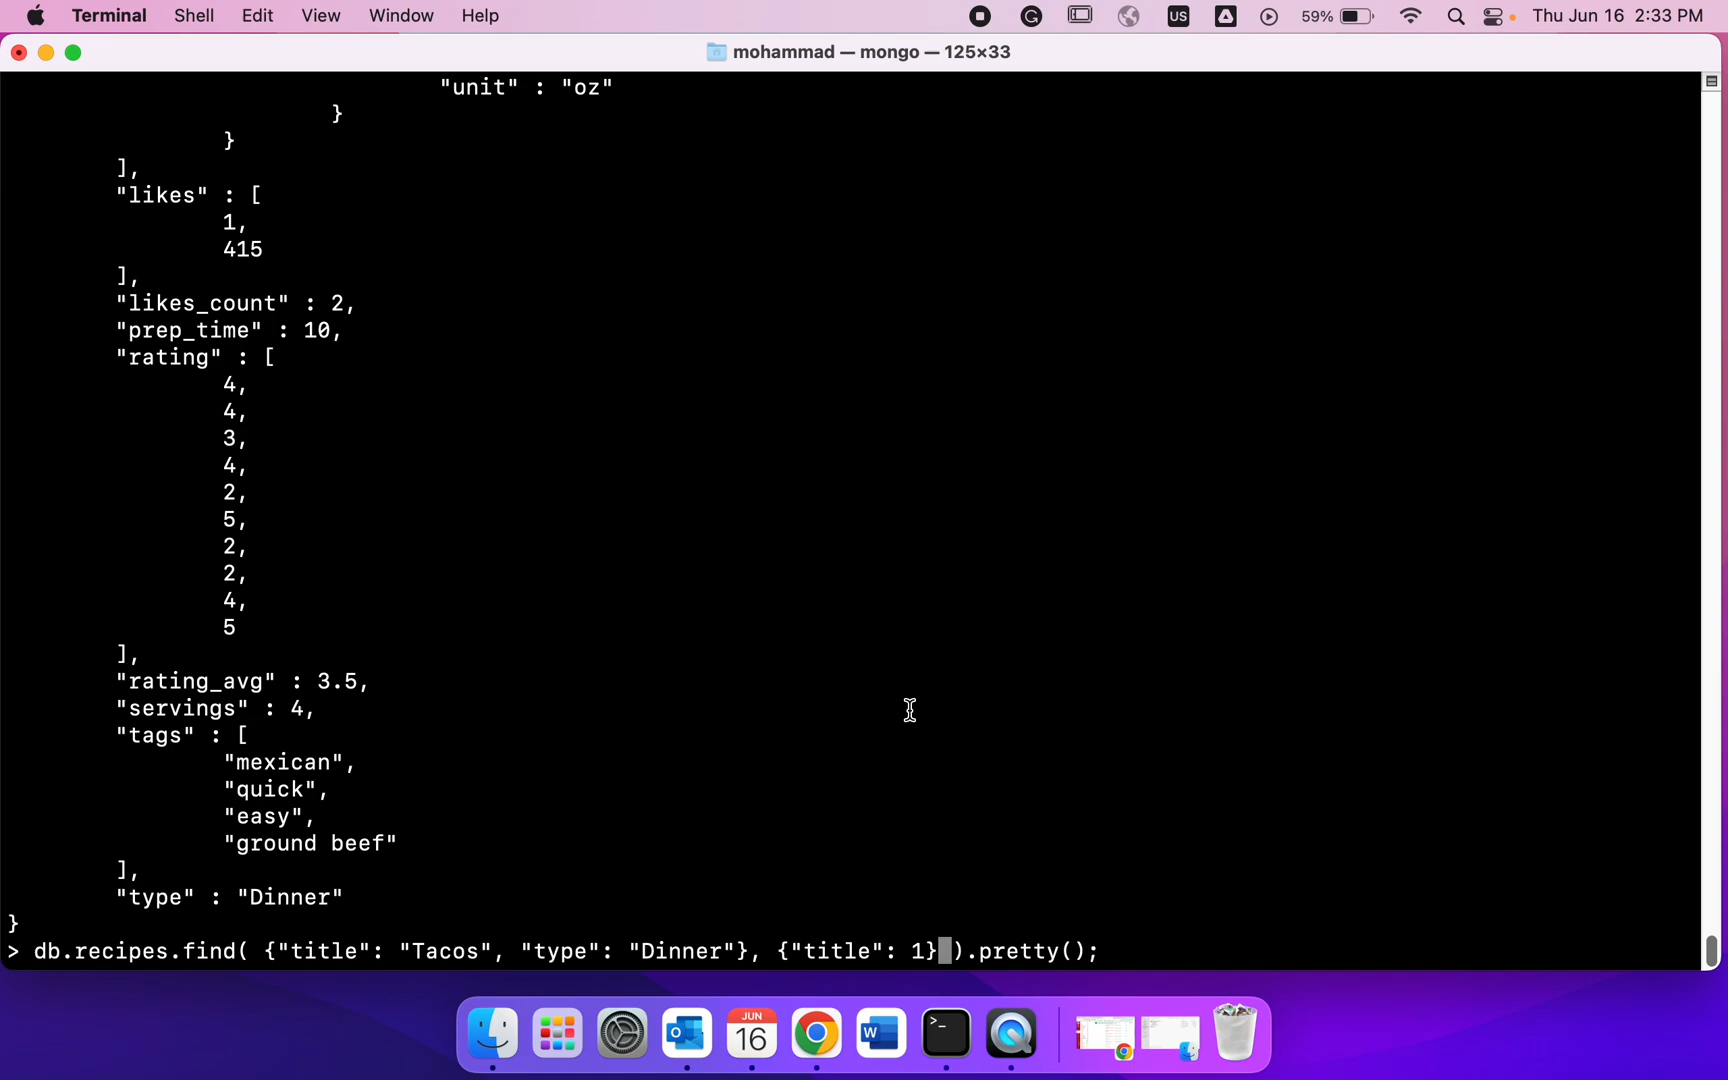 Terminal Shell Edit View Window Help US 59% Thu Jun 16 2:33 PM
mohammad — mongo — 125×33
"unit" : "oz"
}
}
],
"likes" : [
1,
415
],
"likes_count" : 2,
"prep_time" : 10,
"rating" : [
4,
4,
3,
4,
2,
5,
2,
2,
4,
5
],
"rating_avg" : 3.5,
"servings" : 4,
"tags" : [
"mexican",
"quick",
"easy",
"ground beef"
],
"type" : "Dinner"
}
> db.recipes.find( {"title": "Tacos", "type": "Dinner"}, {"title": 1} ).pretty();
JUN
16